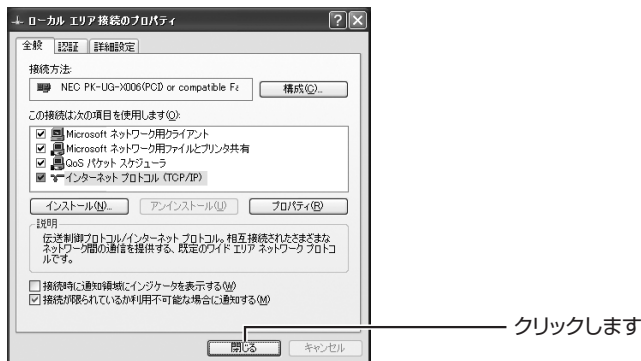 ローカル エリア接続のプロパティ
全般 認証 詳細設定
接続方法:
NEC PK-UG-X006(PCI) or compatible Fa
構成(C)...
この接続は次の項目を使用します(O):
Microsoft ネットワーク用クライアント
Microsoft ネットワーク用ファイルとプリンタ共有
QoS パケット スケジューラ
インターネット プロトコル (TCP/IP)
インストール(N)... アンインストール(U) プロパティ(R)
説明
伝送制御プロトコル/インターネット プロトコル。相互接続されたさまざまな
ネットワーク間の通信を提供する、既定のワイド エリア ネットワーク プロトコ
ルです。
接続時に通知領域にインジケータを表示する(W)
接続が限られているか利用不可能な場合に通知する(M)
閉じる キャンセル
クリックします